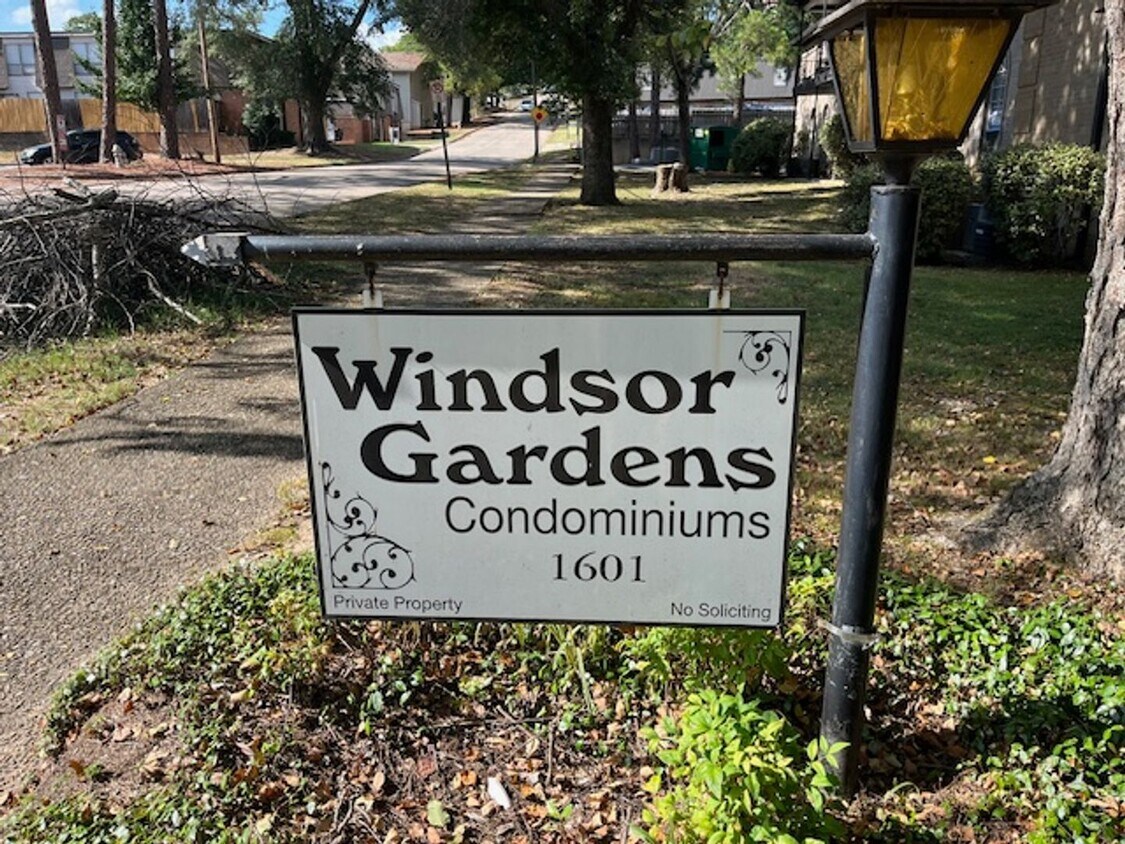 Windsor
Gardens
Condominiums
1601
Private Property
No Soliciting